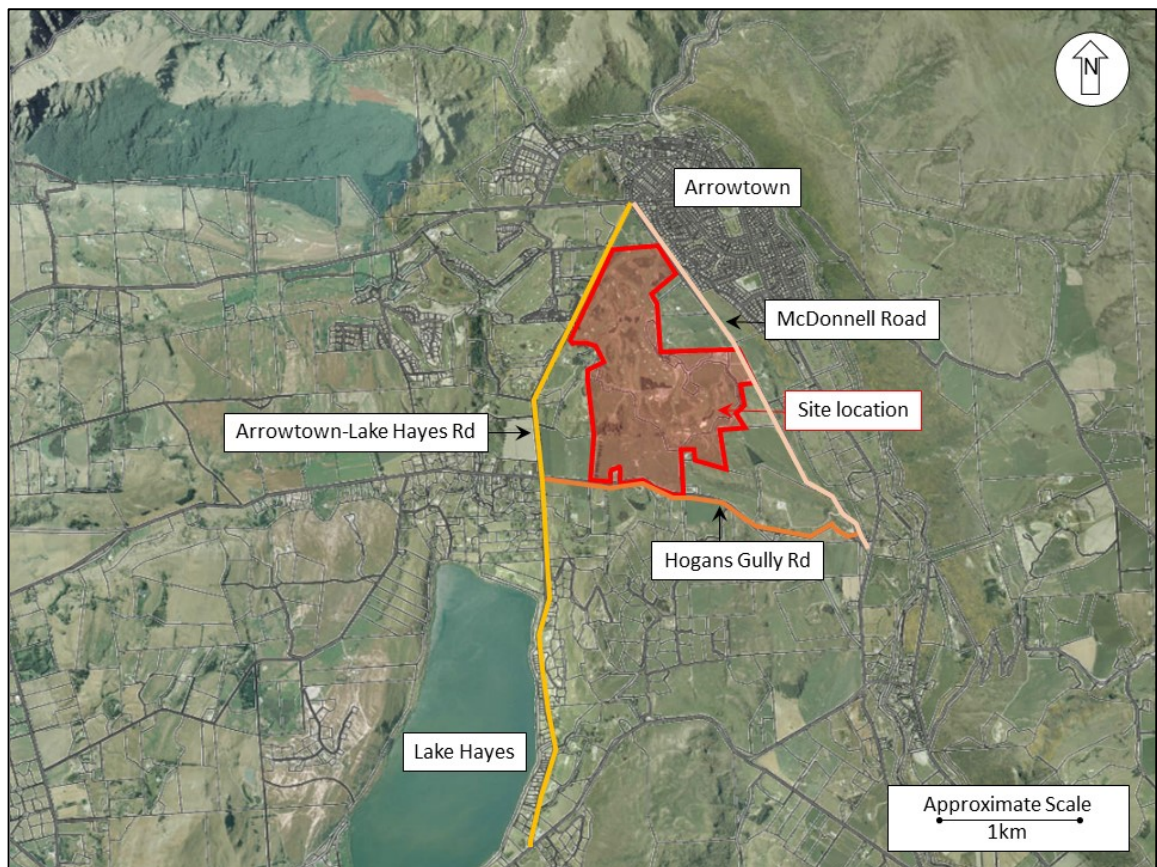 N
Arrowtown
McDonnell Road
Site location
Arrowtown-Lake Hayes Rd
Hogans Gully Rd
Lake Hayes
Approximate Scale
1km